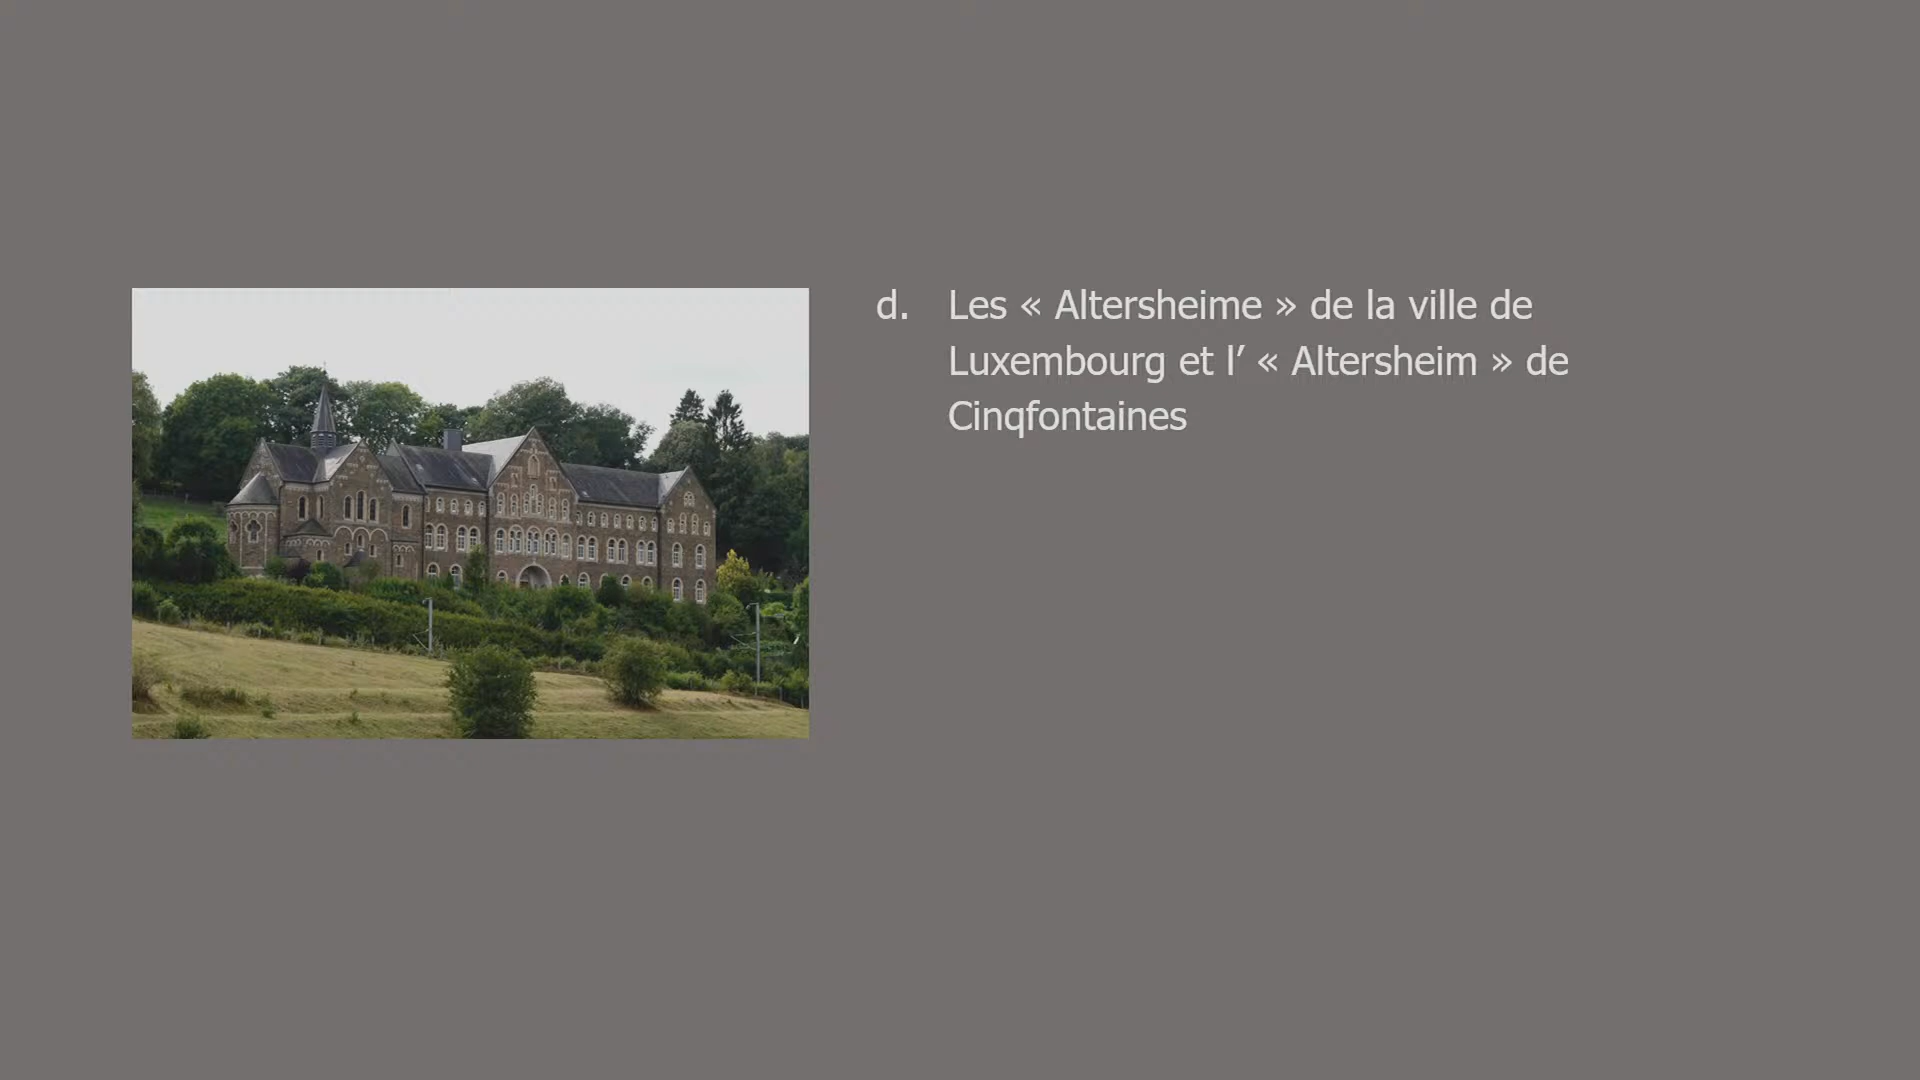 d. Les « Altersheime » de la ville de
Luxembourg et l’ « Altersheim » de
Cinqfontaines